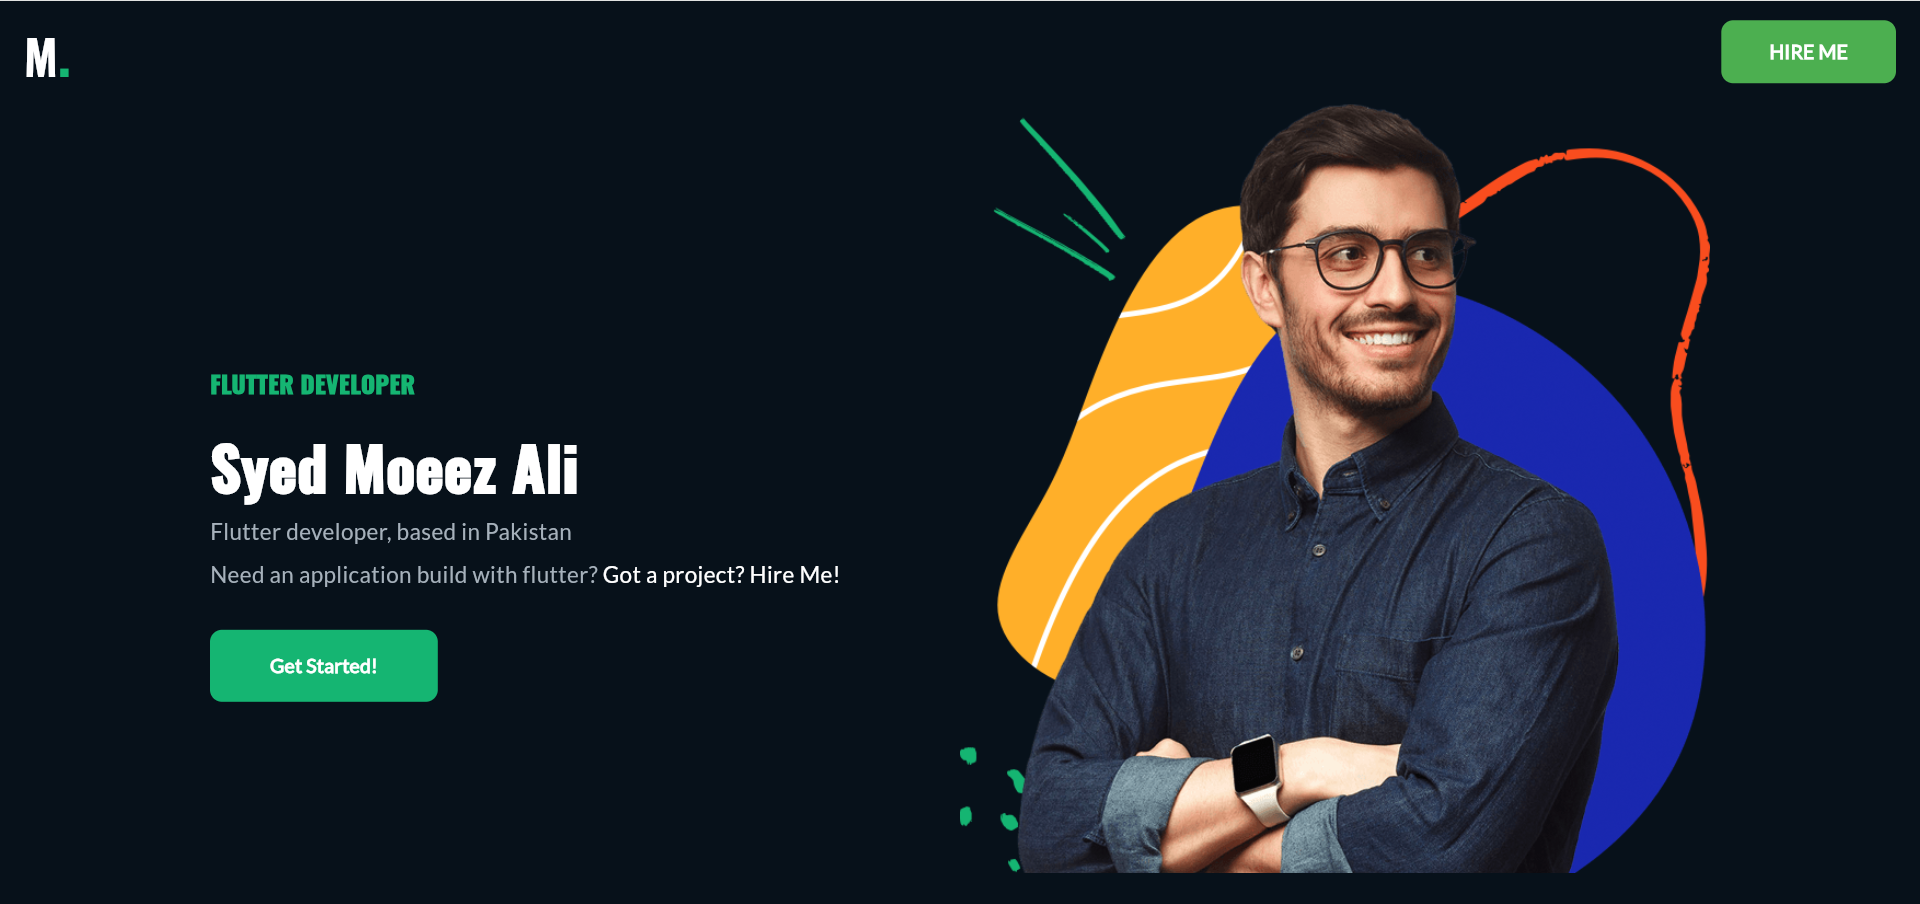 M.
HIRE ME
FLUTTER DEVELOPER
Syed Moeez Ali
Flutter developer, based in Pakistan
Need an application build with flutter? Got a project? Hire Me!
Get Started!